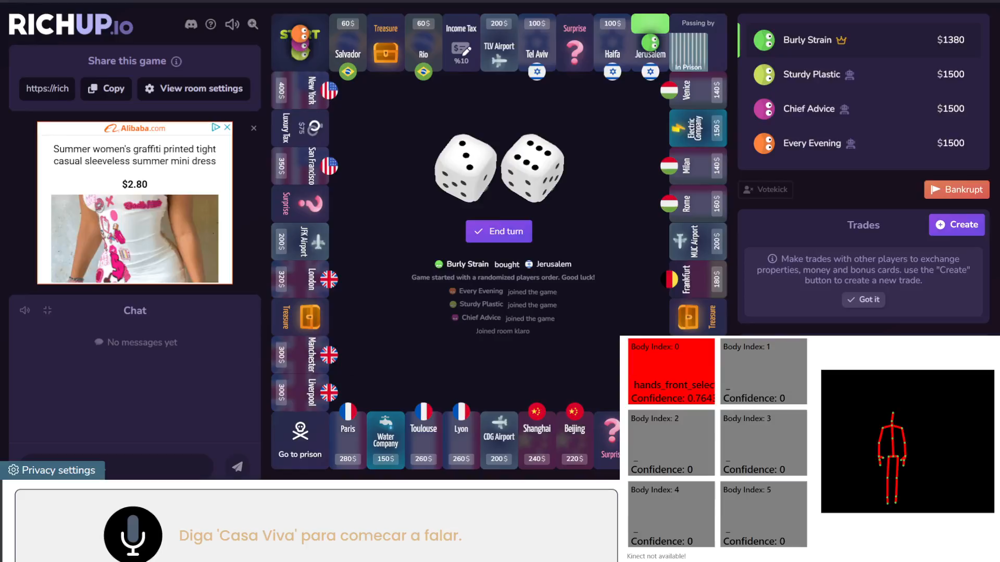 RICHUP.IO
Share this game
https://rich
Copy
View room settings
Alibaba.com
Summer women's graffiti printed tight
casual sleeveless summer mini dress
$2.80
Chat
No messages yet
Privacy settings
START
60$
Salvador
Treasure
60$
Rio
Income Tax
%10
200$
TLV Airport
100$
Tel Aviv
Surprise
100$
Haifa
Jerusalem
Passing by
In Prison
New York
400$
Luxury Tax
$75
San Francisco
350$
Surprise
JFK Airport
200$
London
320$
Treasure
Manchester
300$
Liverpool
300$
Venice
140$
Electric
Company
150$
Milan
140$
Rome
160$
MUC Airport
200$
Frankfurt
180$
Treasure
End turn
Burly Strain bought Jerusalem
Game started with a randomized players order. Good luck!
Every Evening joined the game
Sturdy Plastic joined the game
Chief Advice joined the game
Joined room klaro
Go to prison
Paris
280$
Water
Company
150$
Toulouse
260$
Lyon
260$
CDG Airport
200$
Shanghai
240$
Beijing
220$
Surpris
Burly Strain $1380
Sturdy Plastic $1500
Chief Advice $1500
Every Evening $1500
Votekick
Bankrupt
Trades
Create
Make trades with other players to exchange
properties, money and bonus cards. use the "Create"
button to create a new trade.
Got it
Body Index: 0
hands_front_selec
Confidence: 0.7643
Body Index: 1
_
Confidence: 0
Body Index: 2
_
Confidence: 0
Body Index: 3
_
Confidence: 0
Body Index: 4
_
Confidence: 0
Body Index: 5
_
Confidence: 0
Kinect not available!
Diga 'Casa Viva' para comecar a falar.